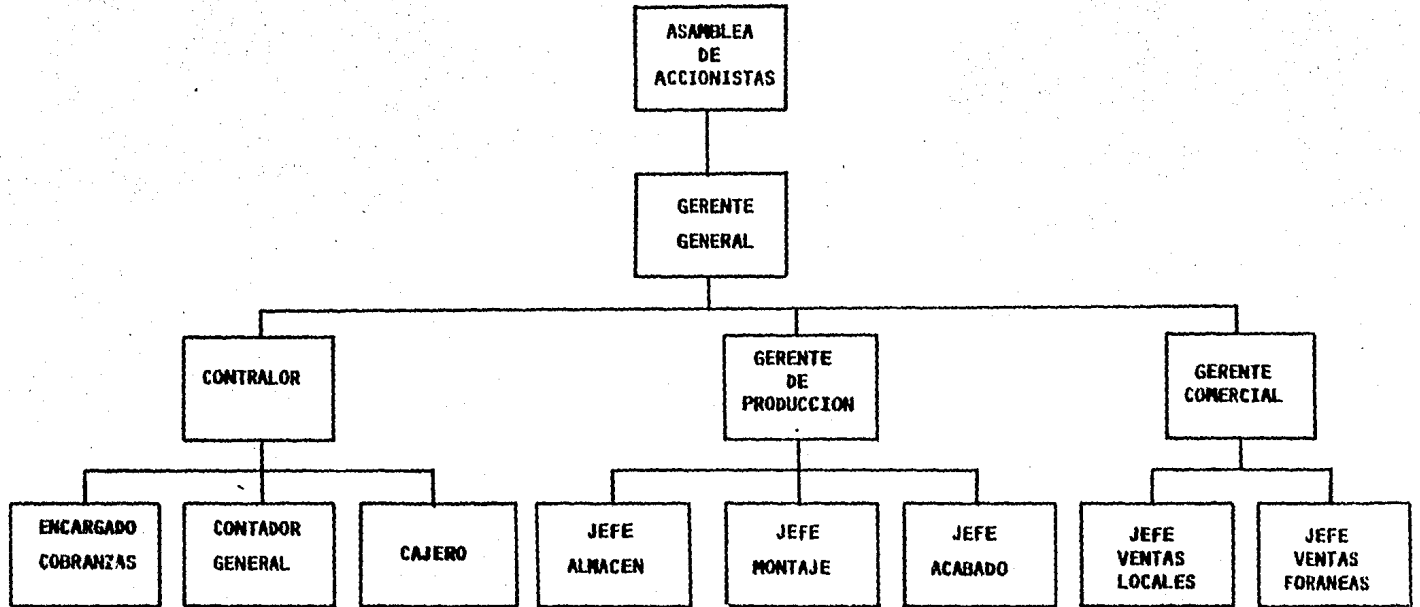 ASAMBLEA
DE
ACCIONISTAS
GERENTE
GENERAL
CONTRALOR
GERENTE
DE
PRODUCCION
GERENTE
COMERCIAL
ENCARGADO
COBRANZAS
CONTADOR
GENERAL
CAJERO
JEFE
ALMACEN
JEFE
MONTAJE
JEFE
ACABADO
JEFE
VENTAS
LOCALES
JEFE
VENTAS
FORANEAS